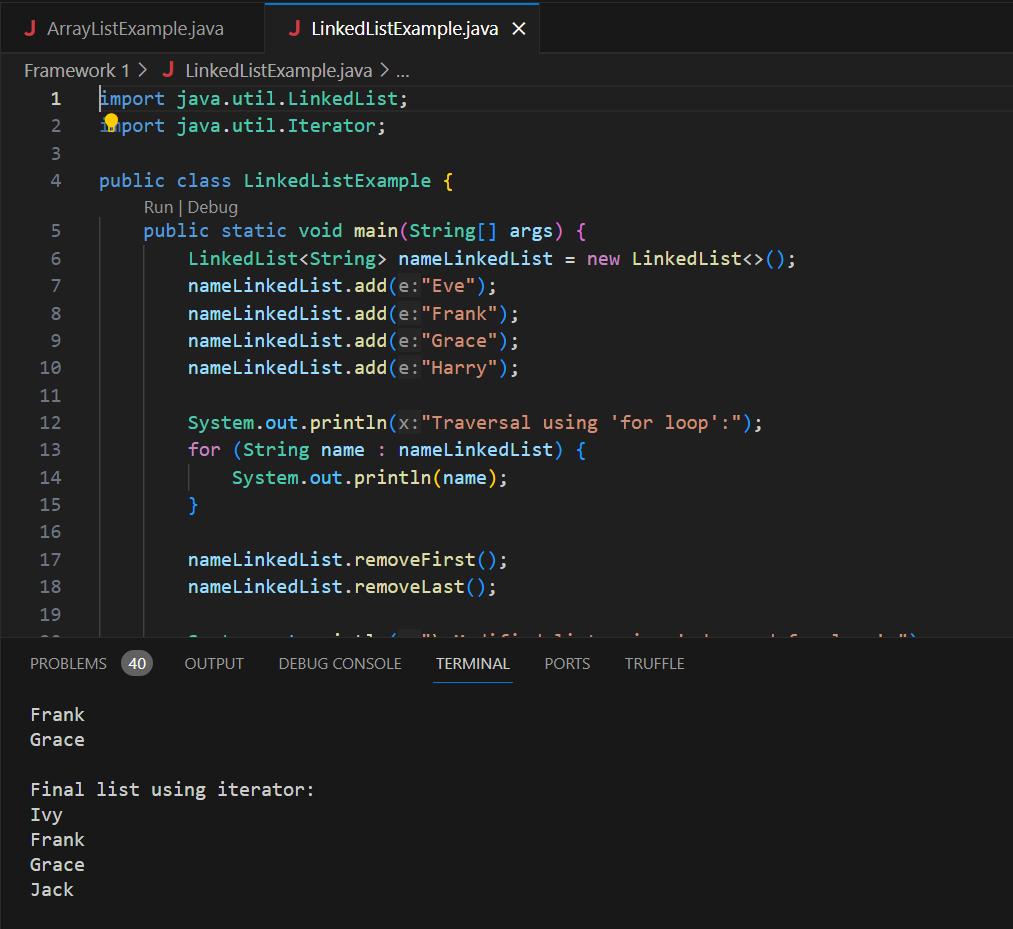 ArrayListExample.java LinkedListExample.java
Framework 1 > LinkedListExample.java > ...
1 import java.util.LinkedList;
2 import java.util.Iterator;
3
4 public class LinkedListExample {
Run | Debug
5 public static void main(String[] args) {
6 LinkedList<String> nameLinkedList = new LinkedList<>();
7 nameLinkedList.add(e:"Eve");
8 nameLinkedList.add(e:"Frank");
9 nameLinkedList.add(e:"Grace");
10 nameLinkedList.add(e:"Harry");
11
12 System.out.println(x:"Traversal using 'for loop':");
13 for (String name : nameLinkedList) {
14 System.out.println(name);
15 }
16
17 nameLinkedList.removeFirst();
18 nameLinkedList.removeLast();
19
PROBLEMS 40 OUTPUT DEBUG CONSOLE TERMINAL PORTS TRUFFLE
Frank
Grace
Final list using iterator:
Ivy
Frank
Grace
Jack